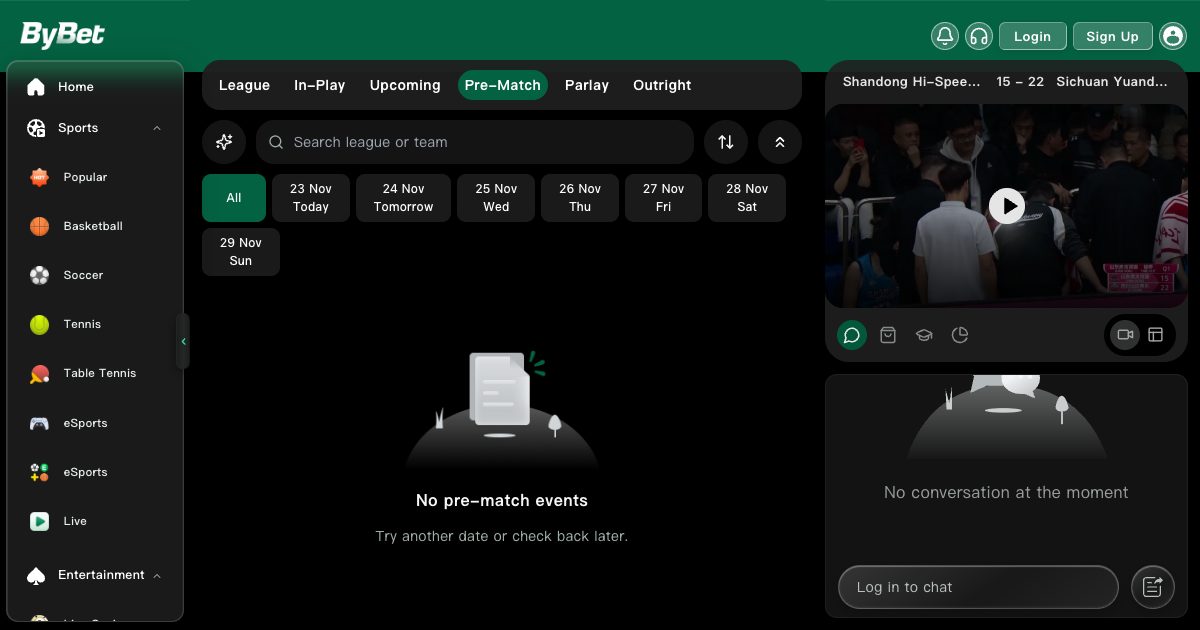 ByBet
Login
Sign Up
Home
Sports
HOT
Popular
Basketball
Soccer
Tennis
Table Tennis
eSports
eSports
Live
Entertainment
League
In-Play
Upcoming
Pre-Match
Parlay
Outright
Search league or team
All
23 Nov
Today
24 Nov
Tomorrow
25 Nov
Wed
26 Nov
Thu
27 Nov
Fri
28 Nov
Sat
29 Nov
Sun
No pre-match events
Try another date or check back later.
Shandong Hi-Spee... 15 - 22 Sichuan Yuand...
Q1
15
22
No conversation at the moment
Log in to chat